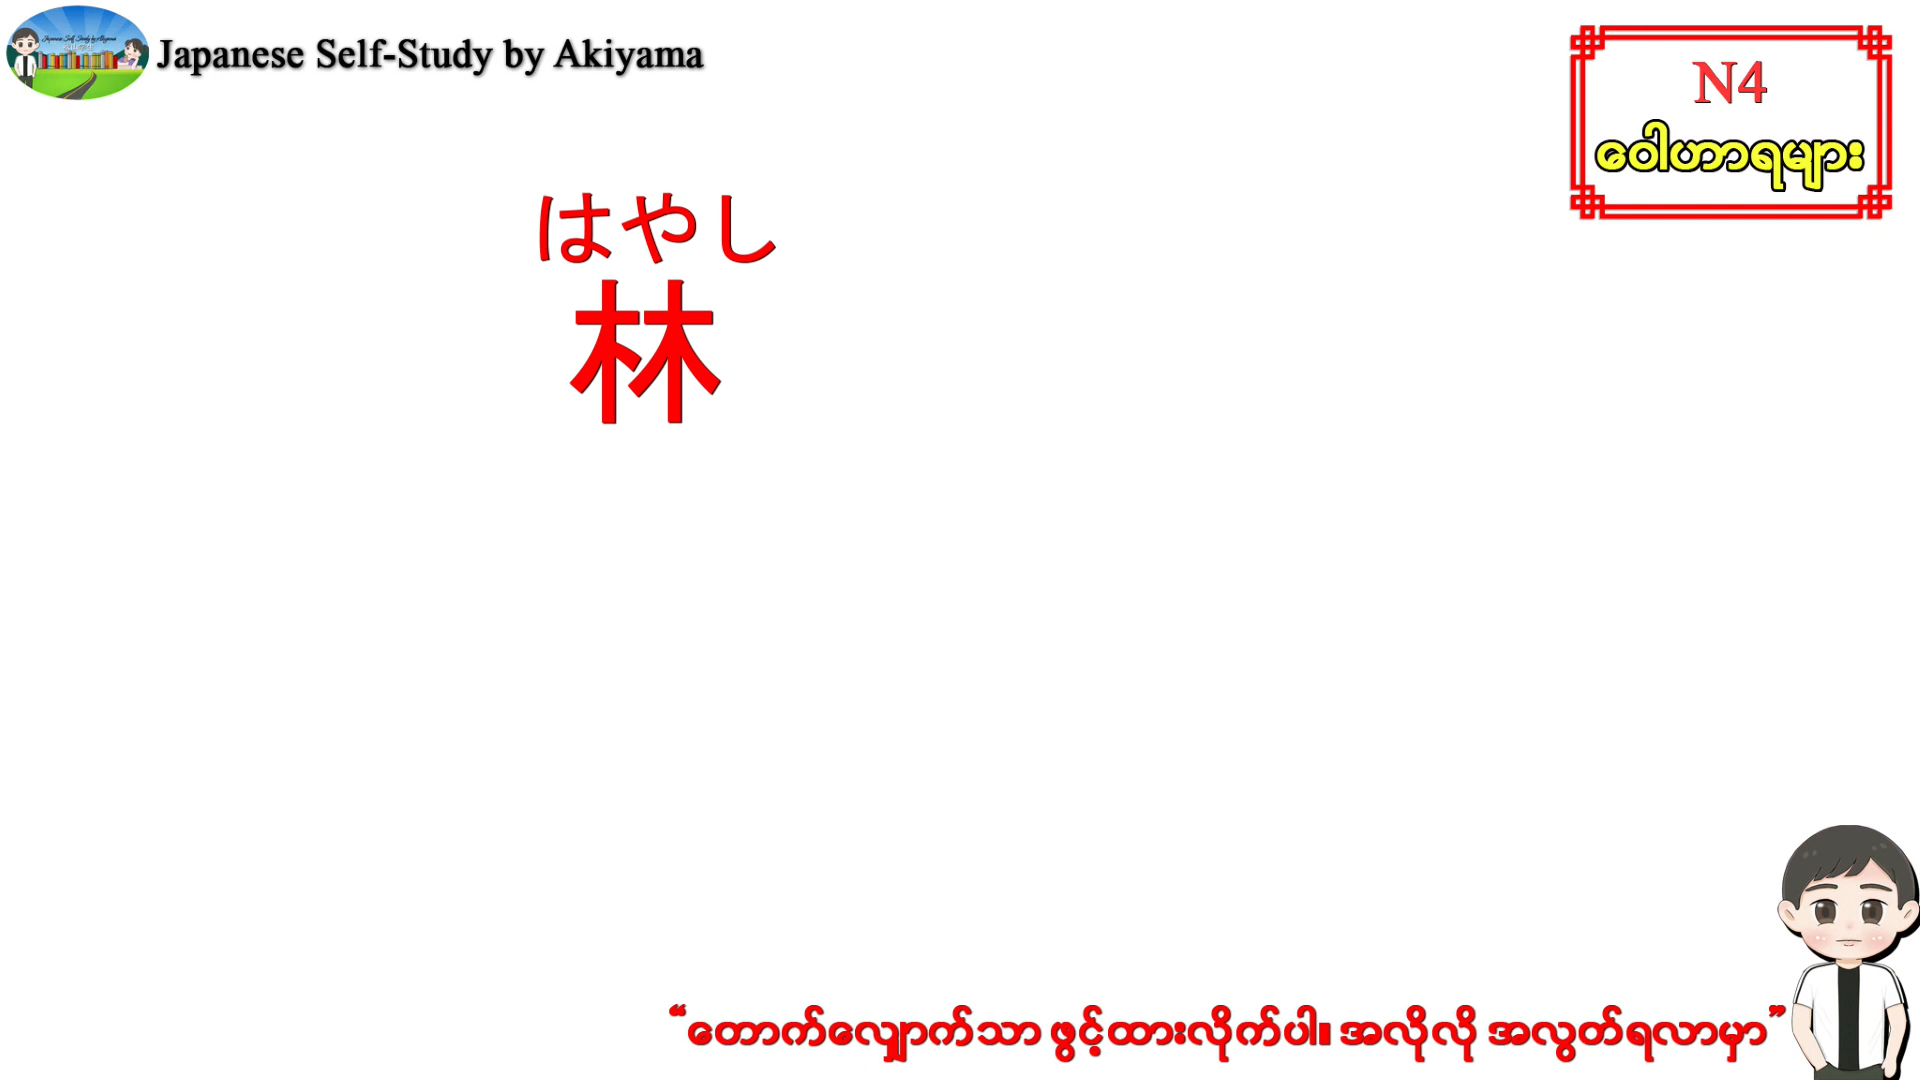 Japanese Self-Study by Akiyama
N4
ဝေါဟာရများ
はやし
林
“တောက်လျှောက်သာ ဖွင့်ထားလိုက်ပါ။ အလိုလို အလွတ်ရလာမှာ”